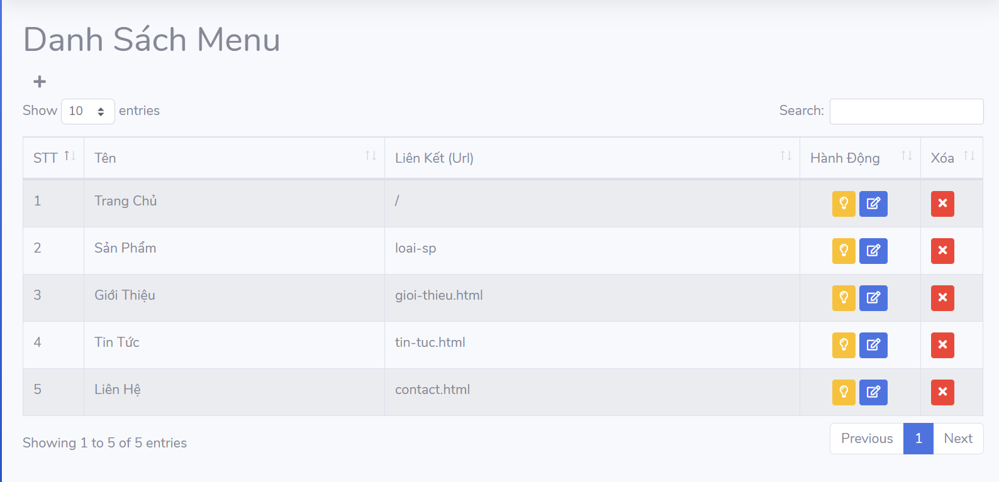 Danh Sách Menu
Show 10 entries
Search:
STT Tên Liên Kết (Url) Hành Động Xóa
1 Trang Chủ /
2 Sản Phẩm loai-sp
3 Giới Thiệu gioi-thieu.html
4 Tin Tức tin-tuc.html
5 Liên Hệ contact.html
Showing 1 to 5 of 5 entries
Previous 1 Next